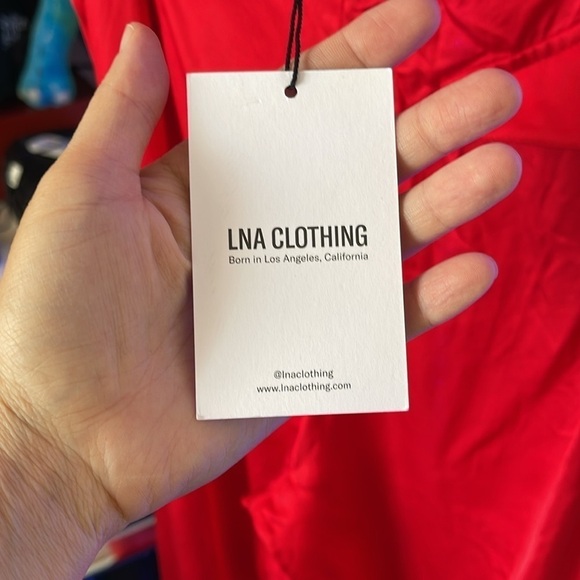 LNA CLOTHING
Born in Los Angeles, California
@lnaclothing
www.lnaclothing.com